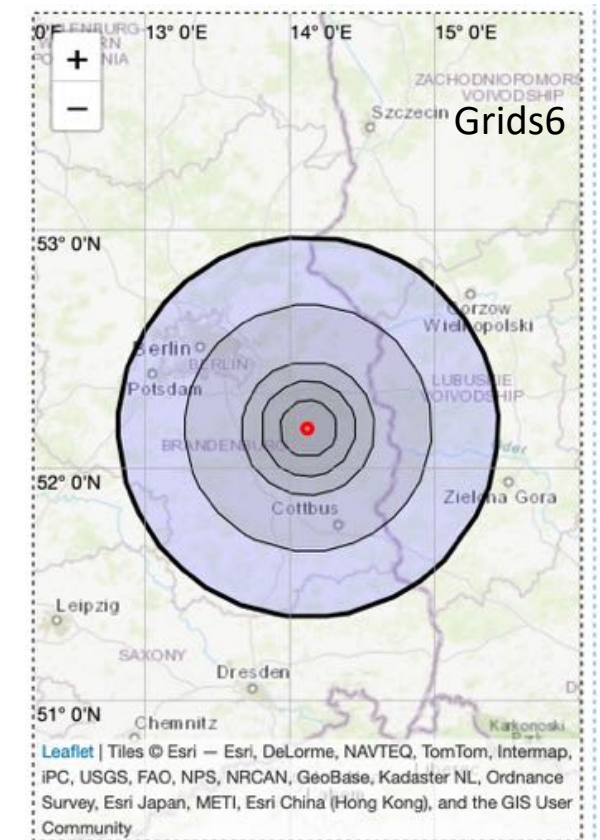 13° 0'E 14° 0'E 15° 0'E
+
−
ZACHODNIOPOMORS
VOIVODSHIP
Szczecin
Grids6
53° 0'N
Gorzow
Wielkopolski
Berlin
BERLIN
Potsdam
LUBUSKIE
VOIVODSHIP
BRANDENBURG
Oder
52° 0'N
Zielona Gora
Cottbus
Leipzig
SAXONY
Dresden
51° 0'N
Chemnitz
Karkonoski
Leaflet | Tiles © Esri — Esri, DeLorme, NAVTEQ, TomTom, Intermap,
iPC, USGS, FAO, NPS, NRCAN, GeoBase, Kadaster NL, Ordnance
Survey, Esri Japan, METI, Esri China (Hong Kong), and the GIS User
Community